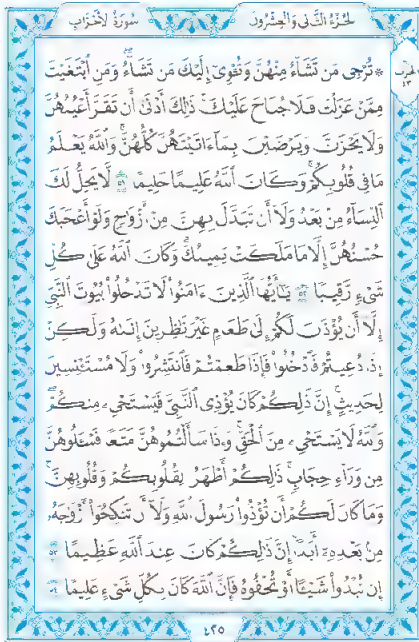 الجزء الثاني والعشرون سورة الأحزاب
* تُرْجِي مَن تَشَآءُ مِنْهُنَّ وَتُـْٔوِيٓ إِلَيْكَ مَن تَشَآءُ وَمَنِ ٱبْتَغَيْتَ
مِمَّنْ عَزَلْتَ فَلَا جُنَاحَ عَلَيْكَ ذَٰلِكَ أَدْنَىٰٓ أَن تَقَرَّ أَعْيُنُهُنَّ
وَلَا يَحْزَنَّ وَيَرْضَيْنَ بِمَآ ءَاتَيْتَهُنَّ كُلُّهُنَّ وَٱللَّهُ يَعْلَمُ
مَا فِي قُلُوبِكُمْ وَكَانَ ٱللَّهُ عَلِيمًا حَلِيمًا ٥١ لَّا يَحِلُّ لَكَ
ٱلنِّسَآءُ مِنۢ بَعْدُ وَلَآ أَن تَبَدَّلَ بِهِنَّ مِنْ أَزْوَٰجٍ وَلَوْ أَعْجَبَكَ
حُسْنُهُنَّ إِلَّا مَا مَلَكَتْ يَمِينُكَ وَكَانَ ٱللَّهُ عَلَىٰ كُلِّ
شَيْءٍ رَّقِيبًا ٥٢ يَٰٓأَيُّهَا ٱلَّذِينَ ءَامَنُوا۟ لَا تَدْخُلُوا۟ بُيُوتَ ٱلنَّبِيِّ
إِلَّآ أَن يُؤْذَنَ لَكُمْ إِلَىٰ طَعَامٍ غَيْرَ نَٰظِرِينَ إِنَىٰهُ وَلَٰكِنْ
إِذَا دُعِيتُمْ فَٱدْخُلُوا۟ فَإِذَا طَعِمْتُمْ فَٱنتَشِرُوا۟ وَلَا مُسْتَـْٔنِسِينَ
لِحَدِيثٍ إِنَّ ذَٰلِكُمْ كَانَ يُؤْذِي ٱلنَّبِيَّ فَيَسْتَحْيِۦ مِنكُمْ
وَٱللَّهُ لَا يَسْتَحْيِۦ مِنَ ٱلْحَقِّ وَإِذَا سَأَلْتُمُوهُنَّ مَتَٰعًا فَسْـَٔلُوهُنَّ
مِن وَرَآءِ حِجَابٍ ذَٰلِكُمْ أَطْهَرُ لِقُلُوبِكُمْ وَقُلُوبِهِنَّ
وَمَا كَانَ لَكُمْ أَن تُؤْذُوا۟ رَسُولَ ٱللَّهِ وَلَآ أَن تَنكِحُوٓا۟ أَزْوَٰجَهُۥ
مِنۢ بَعْدِهِۦٓ أَبَدًا إِنَّ ذَٰلِكُمْ كَانَ عِندَ ٱللَّهِ عَظِيمًا ٥٣
إِن تُبْدُوا۟ شَيْـًٔا أَوْ تُخْفُوهُ فَإِنَّ ٱللَّهَ كَانَ بِكُلِّ شَيْءٍ عَلِيمًا ٥٤
٤٢٥